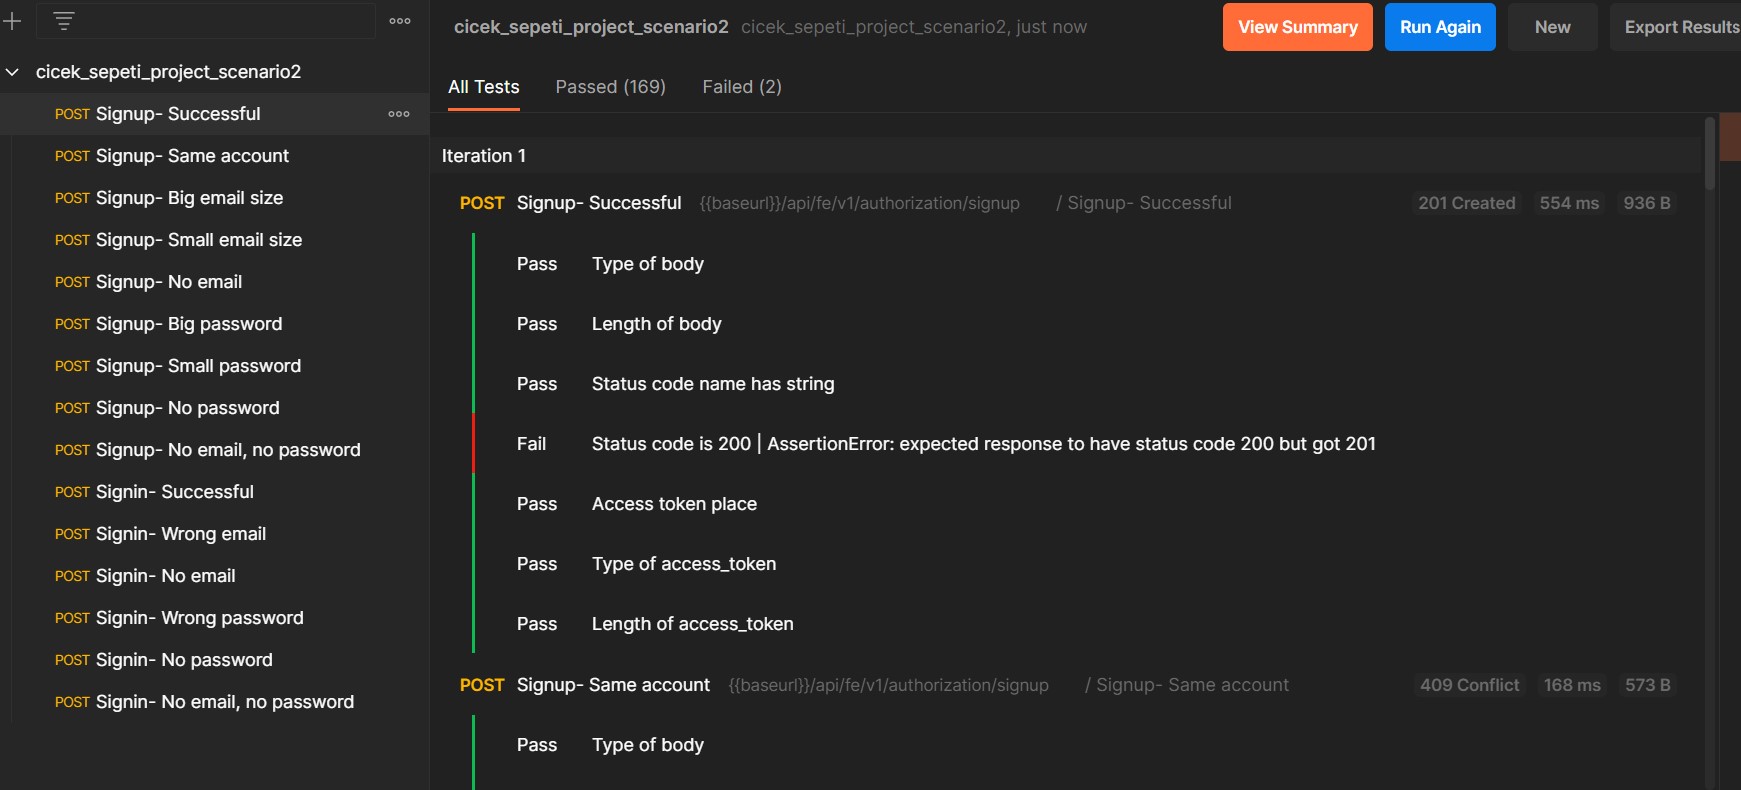 cicek_sepeti_project_scenario2 cicek_sepeti_project_scenario2, just now View Summary Run Again New Export Results
cicek_sepeti_project_scenario2
POST Signup- Successful
POST Signup- Same account
POST Signup- Big email size
POST Signup- Small email size
POST Signup- No email
POST Signup- Big password
POST Signup- Small password
POST Signup- No password
POST Signup- No email, no password
POST Signin- Successful
POST Signin- Wrong email
POST Signin- No email
POST Signin- Wrong password
POST Signin- No password
POST Signin- No email, no password
All Tests Passed (169) Failed (2)
Iteration 1
POST Signup- Successful {{baseurl}}/api/fe/v1/authorization/signup / Signup- Successful 201 Created 554 ms 936 B
Pass Type of body
Pass Length of body
Pass Status code name has string
Fail Status code is 200 | AssertionError: expected response to have status code 200 but got 201
Pass Access token place
Pass Type of access_token
Pass Length of access_token
POST Signup- Same account {{baseurl}}/api/fe/v1/authorization/signup / Signup- Same account 409 Conflict 168 ms 573 B
Pass Type of body